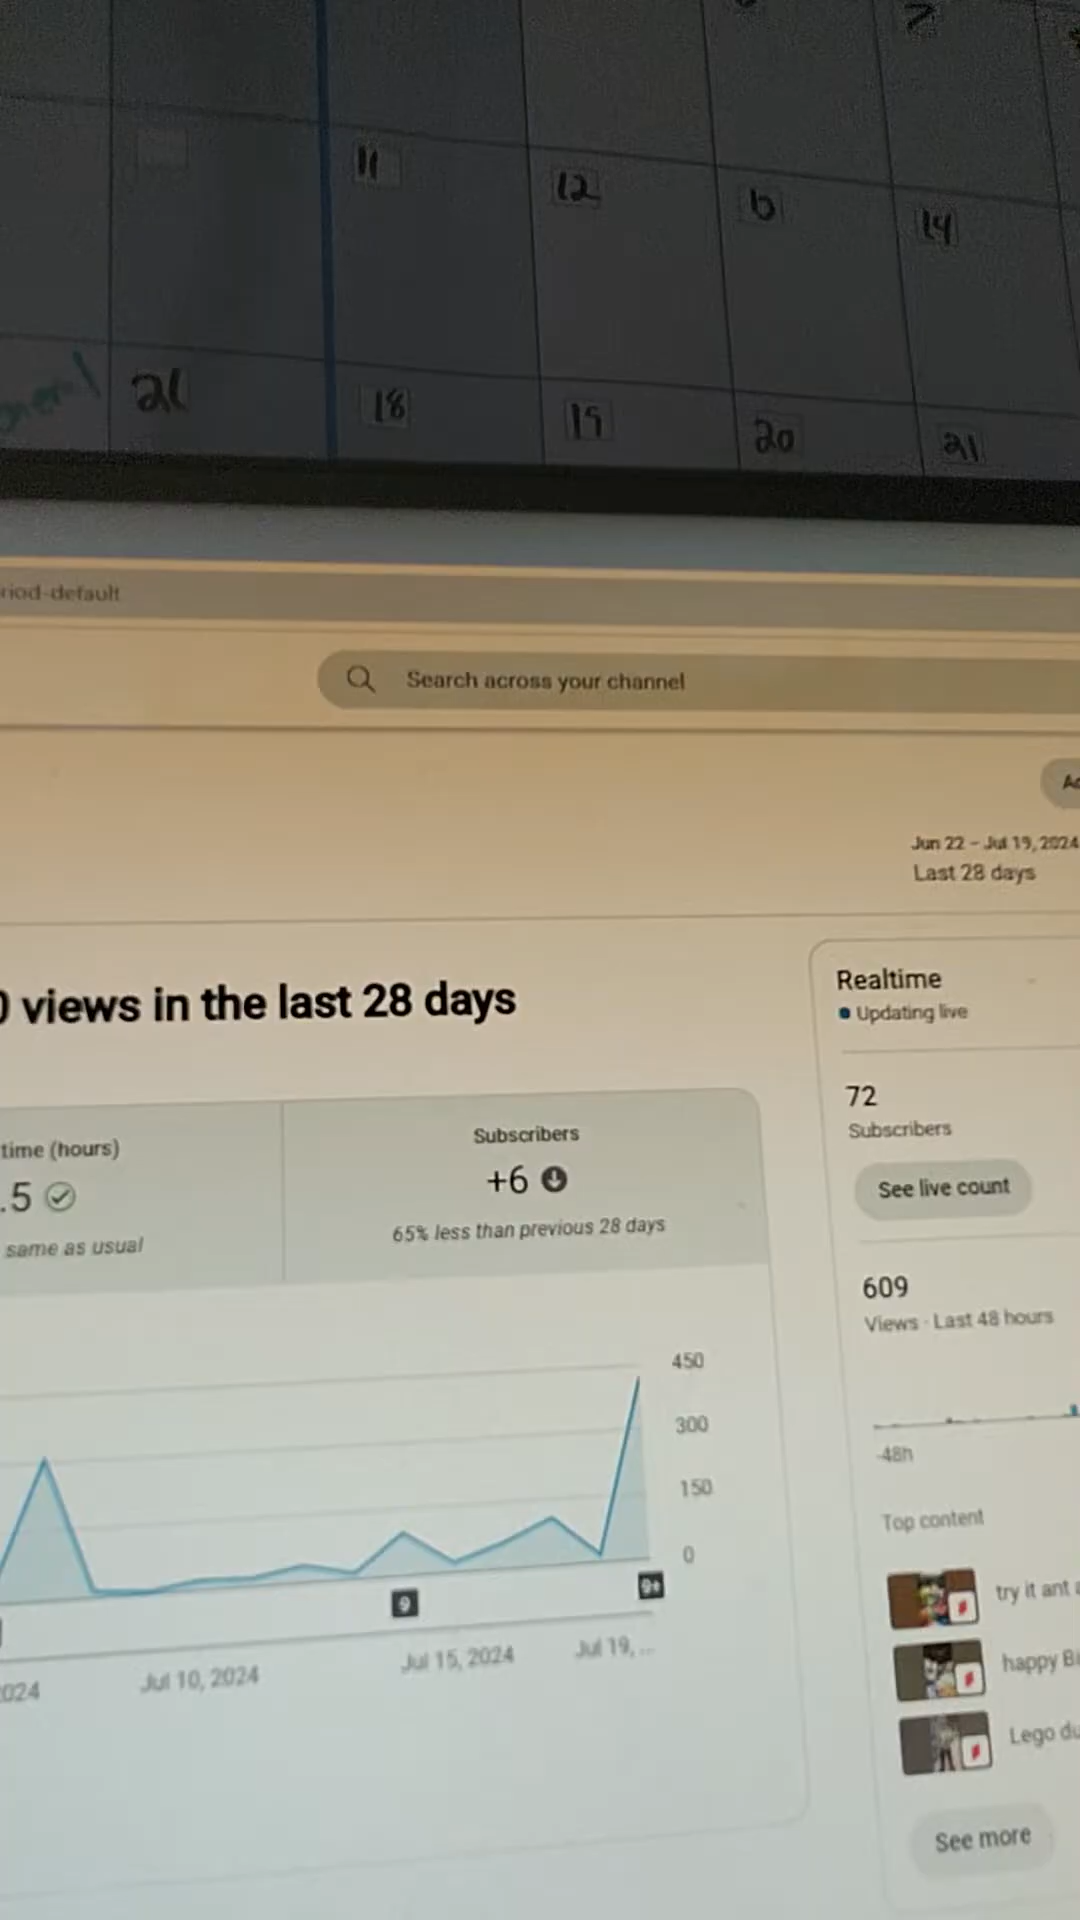 11
12
14
21
18
19
20
21
riod-default
Search across your channel
Jun 22 – Jul 19, 2024
Last 28 days
views in the last 28 days
Realtime
Updating live
72
Subscribers
See live count
time (hours)
.5
same as usual
Subscribers
+6
65% less than previous 28 days
609
Views · Last 48 hours
450
300
150
0
-48h
9
9+
024
Jul 10, 2024
Jul 15, 2024
Jul 19, ...
Top content
try it ant a
happy Bi
Lego du
See more